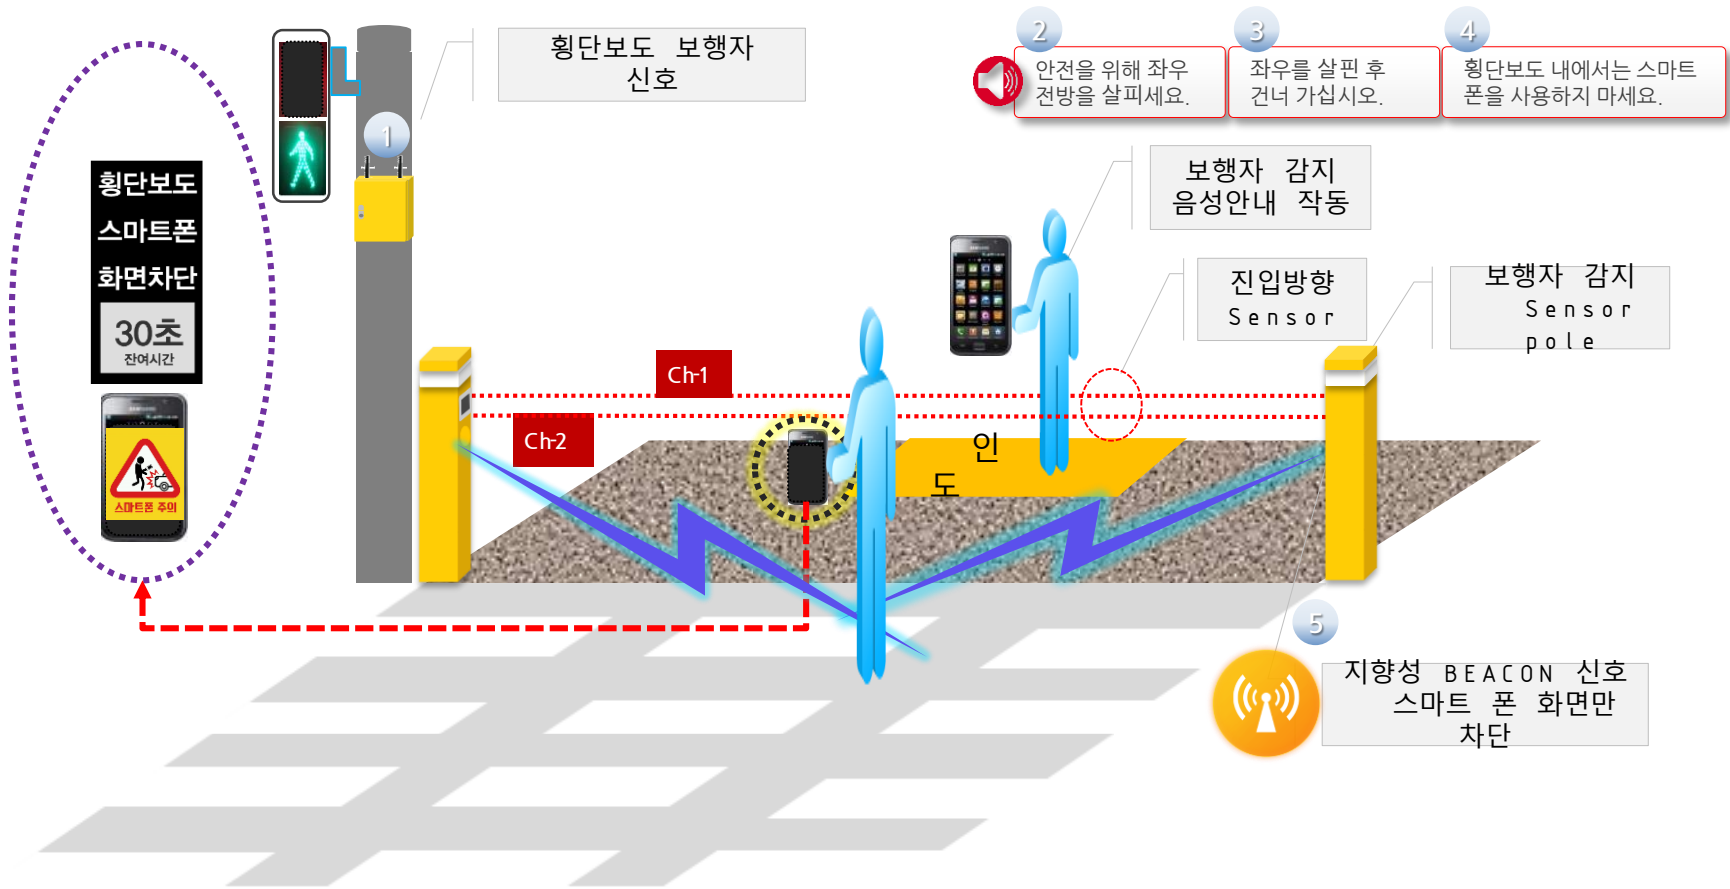 횡단보도 보행자
신호
1
2
안전을 위해 좌우
전방을 살피세요.
3
좌우를 살핀 후
건너 가십시오.
4
횡단보도 내에서는 스마트
폰을 사용하지 마세요.
보행자 감지
음성안내 작동
진입방향
Sensor
보행자 감지
Sensor
pole
횡단보도
스마트폰
화면차단
30초
잔여시간
스마트폰 주의
Ch-1
Ch-2
인
도
5
지향성 BEACON 신호
스마트 폰 화면만
차단